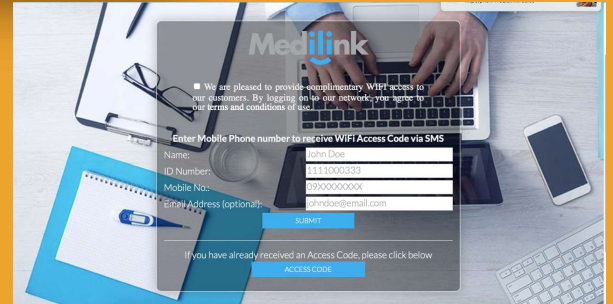 Medilink
We are pleased to provide complimentary WIFI access to
our customers. By logging on to our network, you agree to
our terms and conditions of use.
Enter Mobile Phone number to receive WiFi Access Code via SMS
Name: John Doe
ID Number: 1111000333
Mobile No.: 09XXXXXXXX
Email Address (optional): johndoe@email.com
SUBMIT
If you have already received an Access Code, please click below
ACCESS CODE